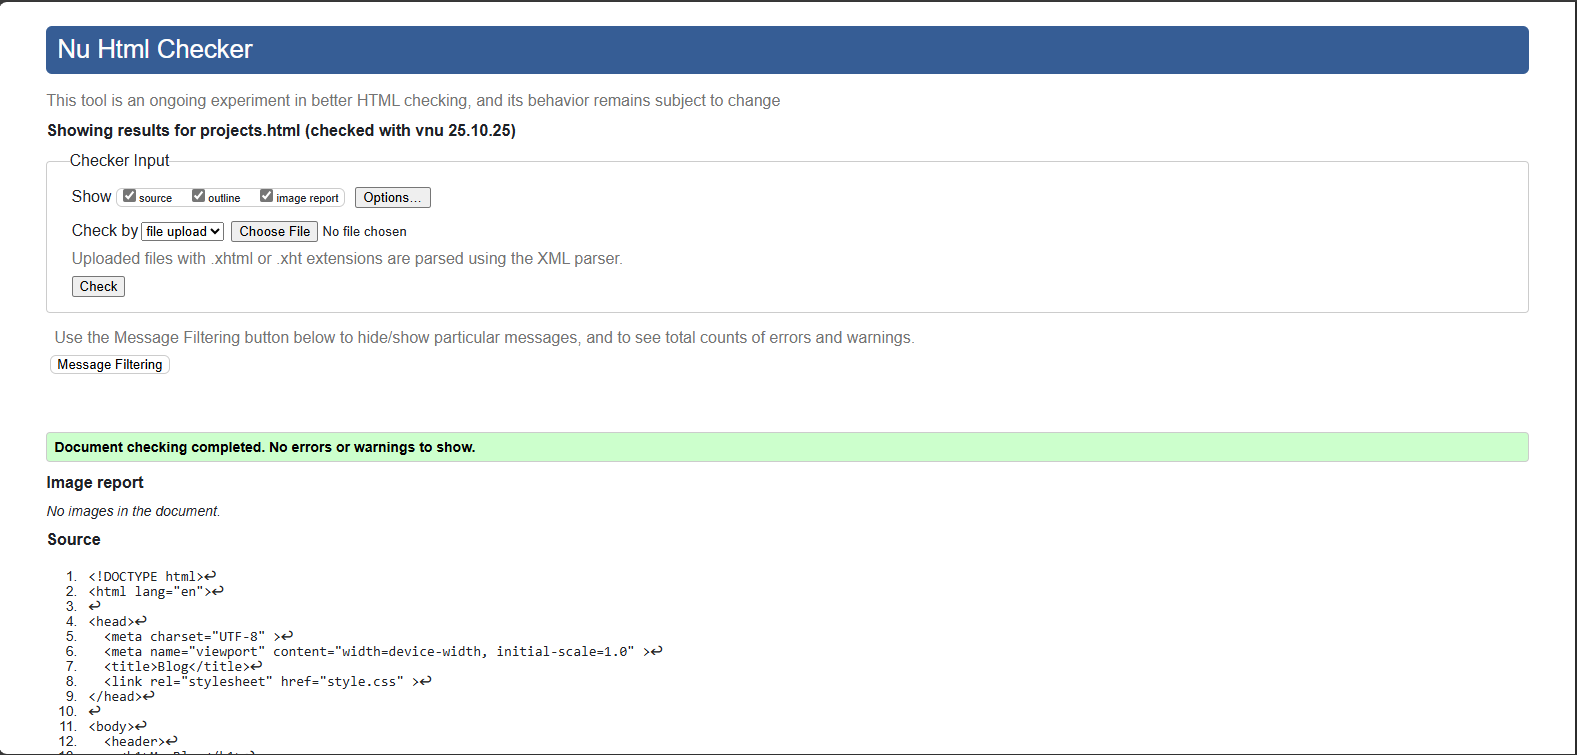 Nu Html Checker
This tool is an ongoing experiment in better HTML checking, and its behavior remains subject to change
Showing results for projects.html (checked with vnu 25.10.25)
Checker Input
Show source outline image report Options...
Check by file upload Choose File No file chosen
Uploaded files with .xhtml or .xht extensions are parsed using the XML parser.
Check
Use the Message Filtering button below to hide/show particular messages, and to see total counts of errors and warnings.
Message Filtering
Document checking completed. No errors or warnings to show.
Image report
No images in the document.
Source
1. <!DOCTYPE html>↩
2. <html lang="en">↩
3. ↩
4. <head>↩
5. <meta charset="UTF-8" >↩
6. <meta name="viewport" content="width=device-width, initial-scale=1.0" >↩
7. <title>Blog</title>↩
8. <link rel="stylesheet" href="style.css" >↩
9. </head>↩
10. ↩
11. <body>↩
12. <header>↩